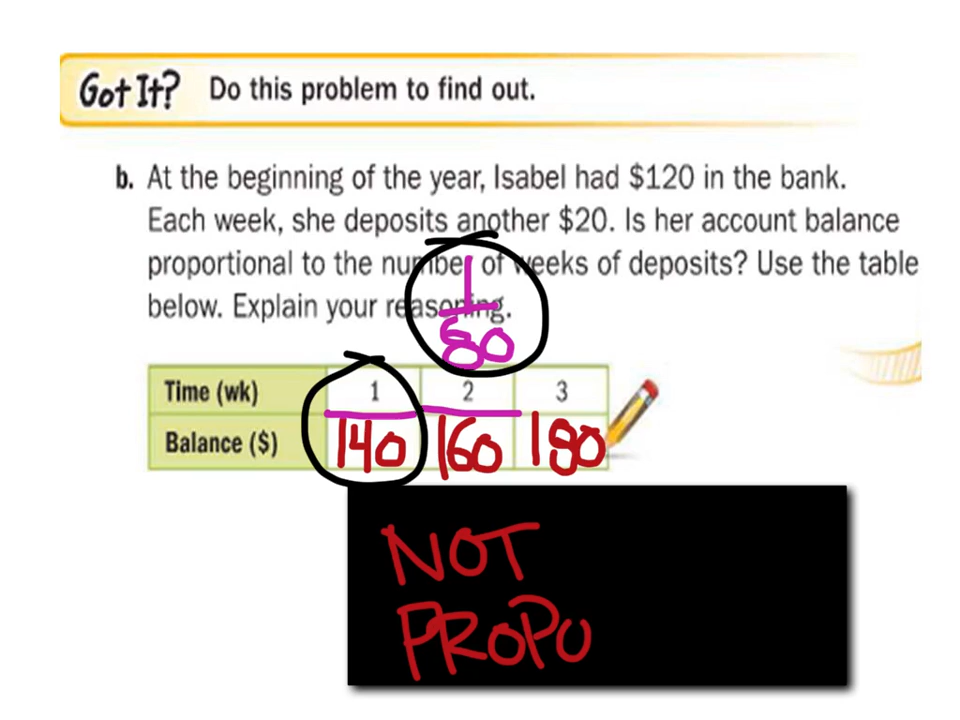 Got It? Do this problem to find out.
b. At the beginning of the year, Isabel had $120 in the bank.
Each week, she deposits another $20. Is her account balance
proportional to the number of weeks of deposits? Use the table
below. Explain your reasoning.
1
80
Time (wk) 1 2 3
Balance ($) 140 160 180
NOT
PROPO